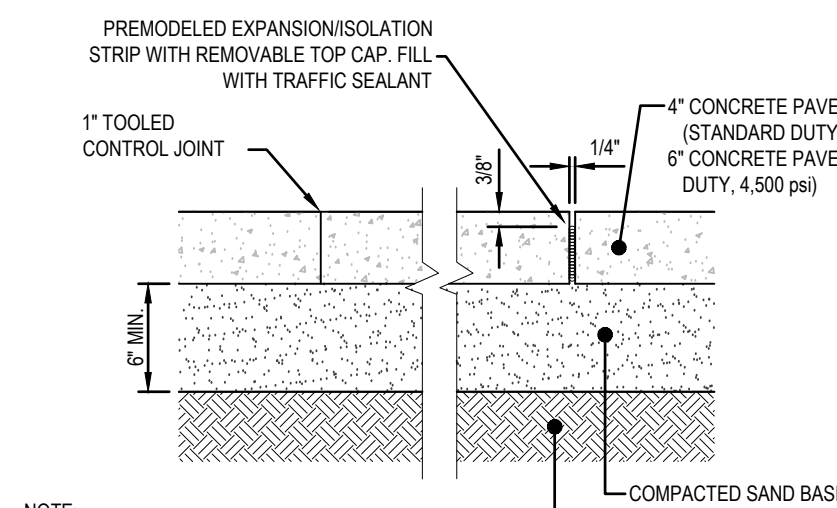 PREMODELED EXPANSION/ISOLATION
STRIP WITH REMOVABLE TOP CAP. FILL
WITH TRAFFIC SEALANT
1" TOOLED
CONTROL JOINT
3/8"
1/4"
4" CONCRETE PAVE
(STANDARD DUTY
6" CONCRETE PAVE
DUTY, 4,500 psi)
6" MIN.
COMPACTED SAND BASE
NOTE